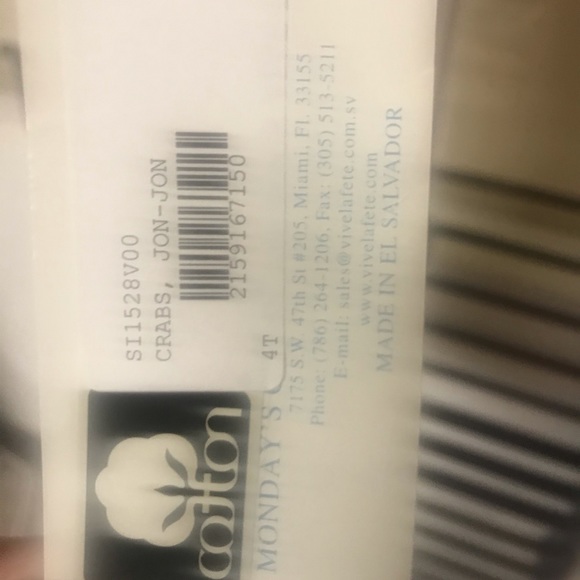 SI1528V00
CRABS, JON-JON
2159167150
4T
cotton
MONDAY'S
7175 S.W. 47th St #205, Miami, Fl. 33155
Phone: (786) 264-1206, Fax: (305) 513-5211
E-mail: sales@vivelafete.com.sv
www.vivelafete.com
MADE IN EL SALVADOR